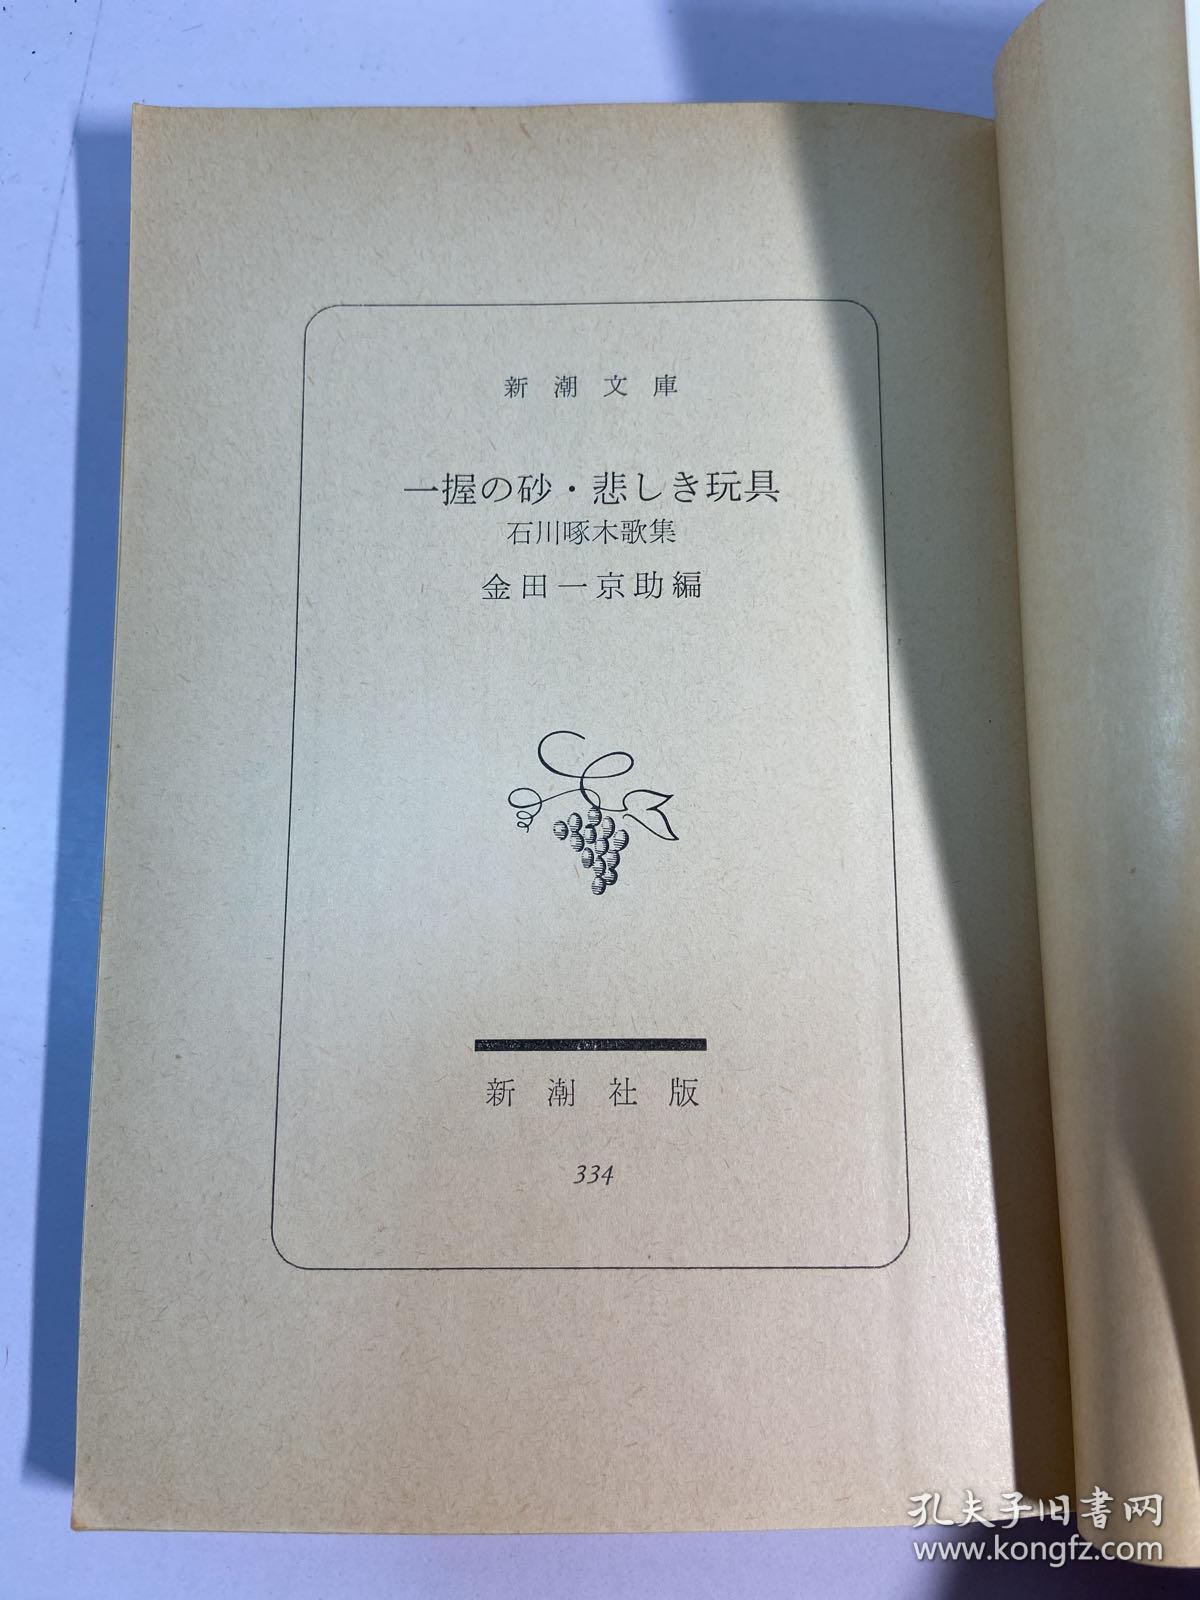 新潮文庫
一握の砂・悲しき玩具
石川啄木歌集
金田一京助編
新潮社版
334
孔夫子旧书网
www.kongfz.com